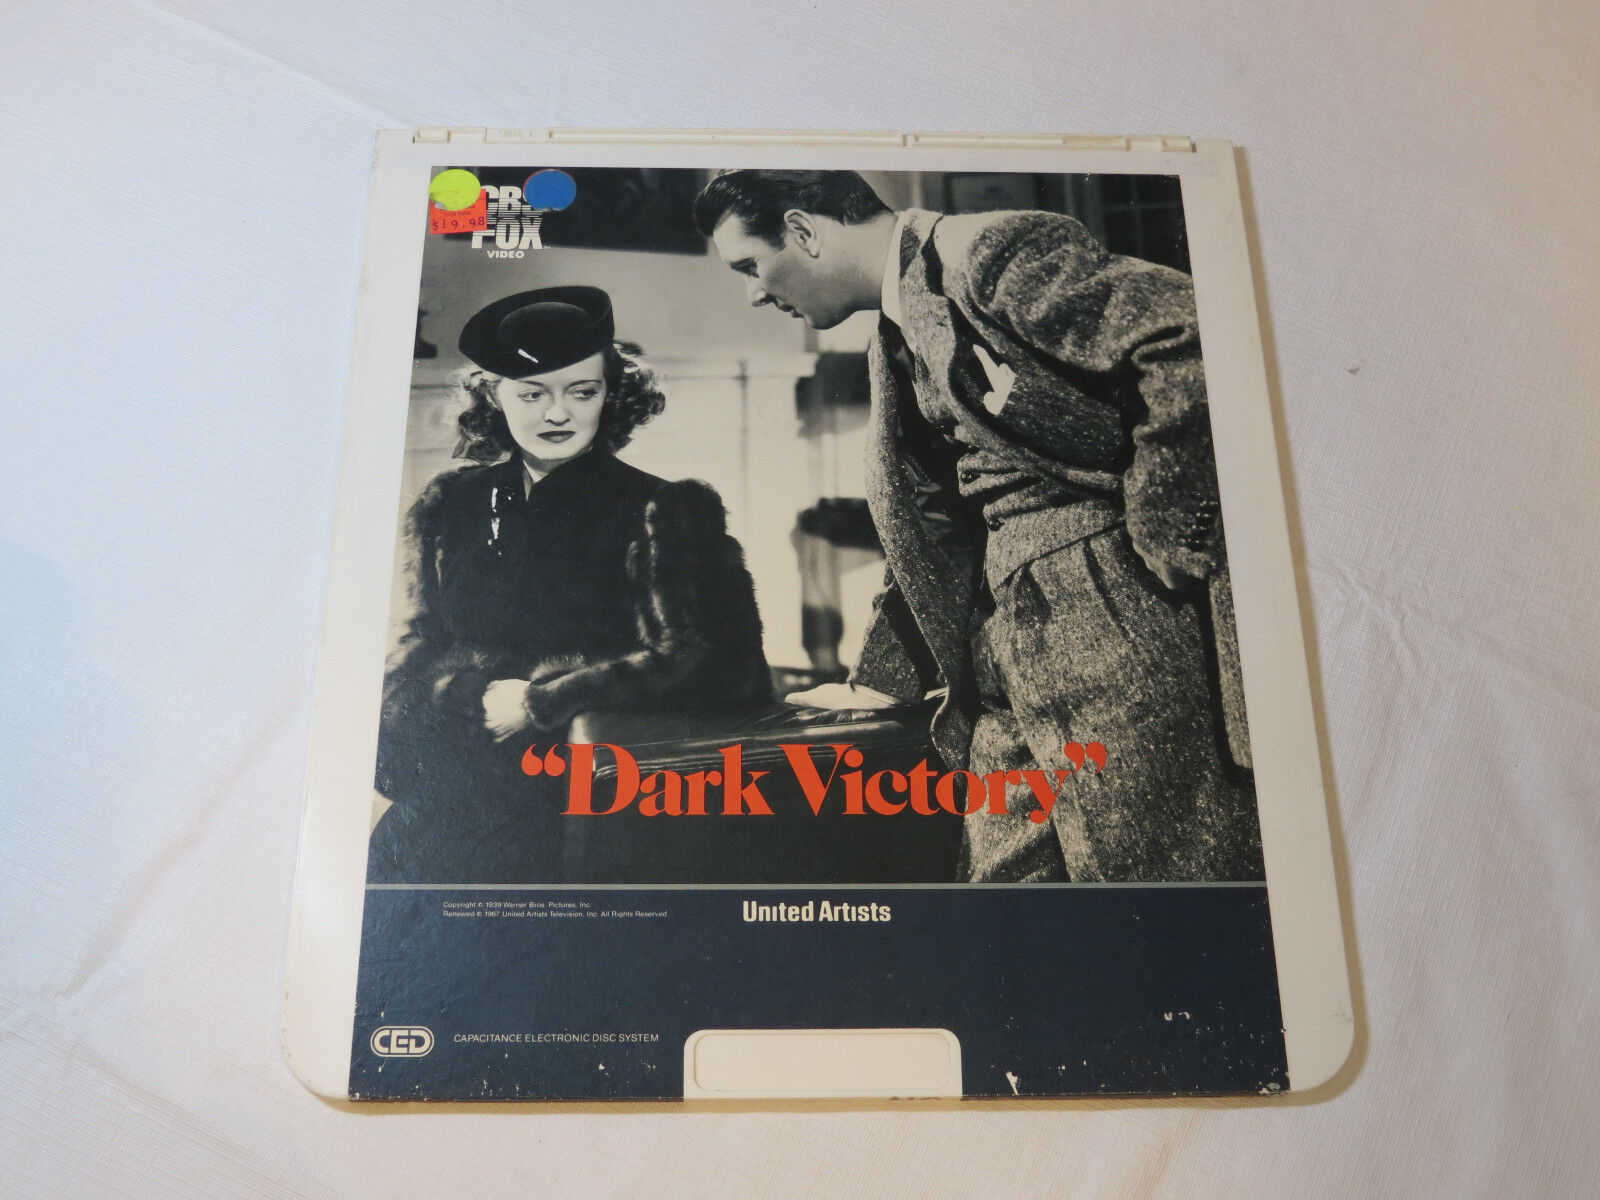 CBS
FOX
VIDEO
$19.98
“Dark Victory”
Copyright © 1939 Warner Bros. Pictures, Inc.
Renewed © 1967 United Artists Television, Inc. All Rights Reserved.
United Artists
CED
CAPACITANCE ELECTRONIC DISC SYSTEM